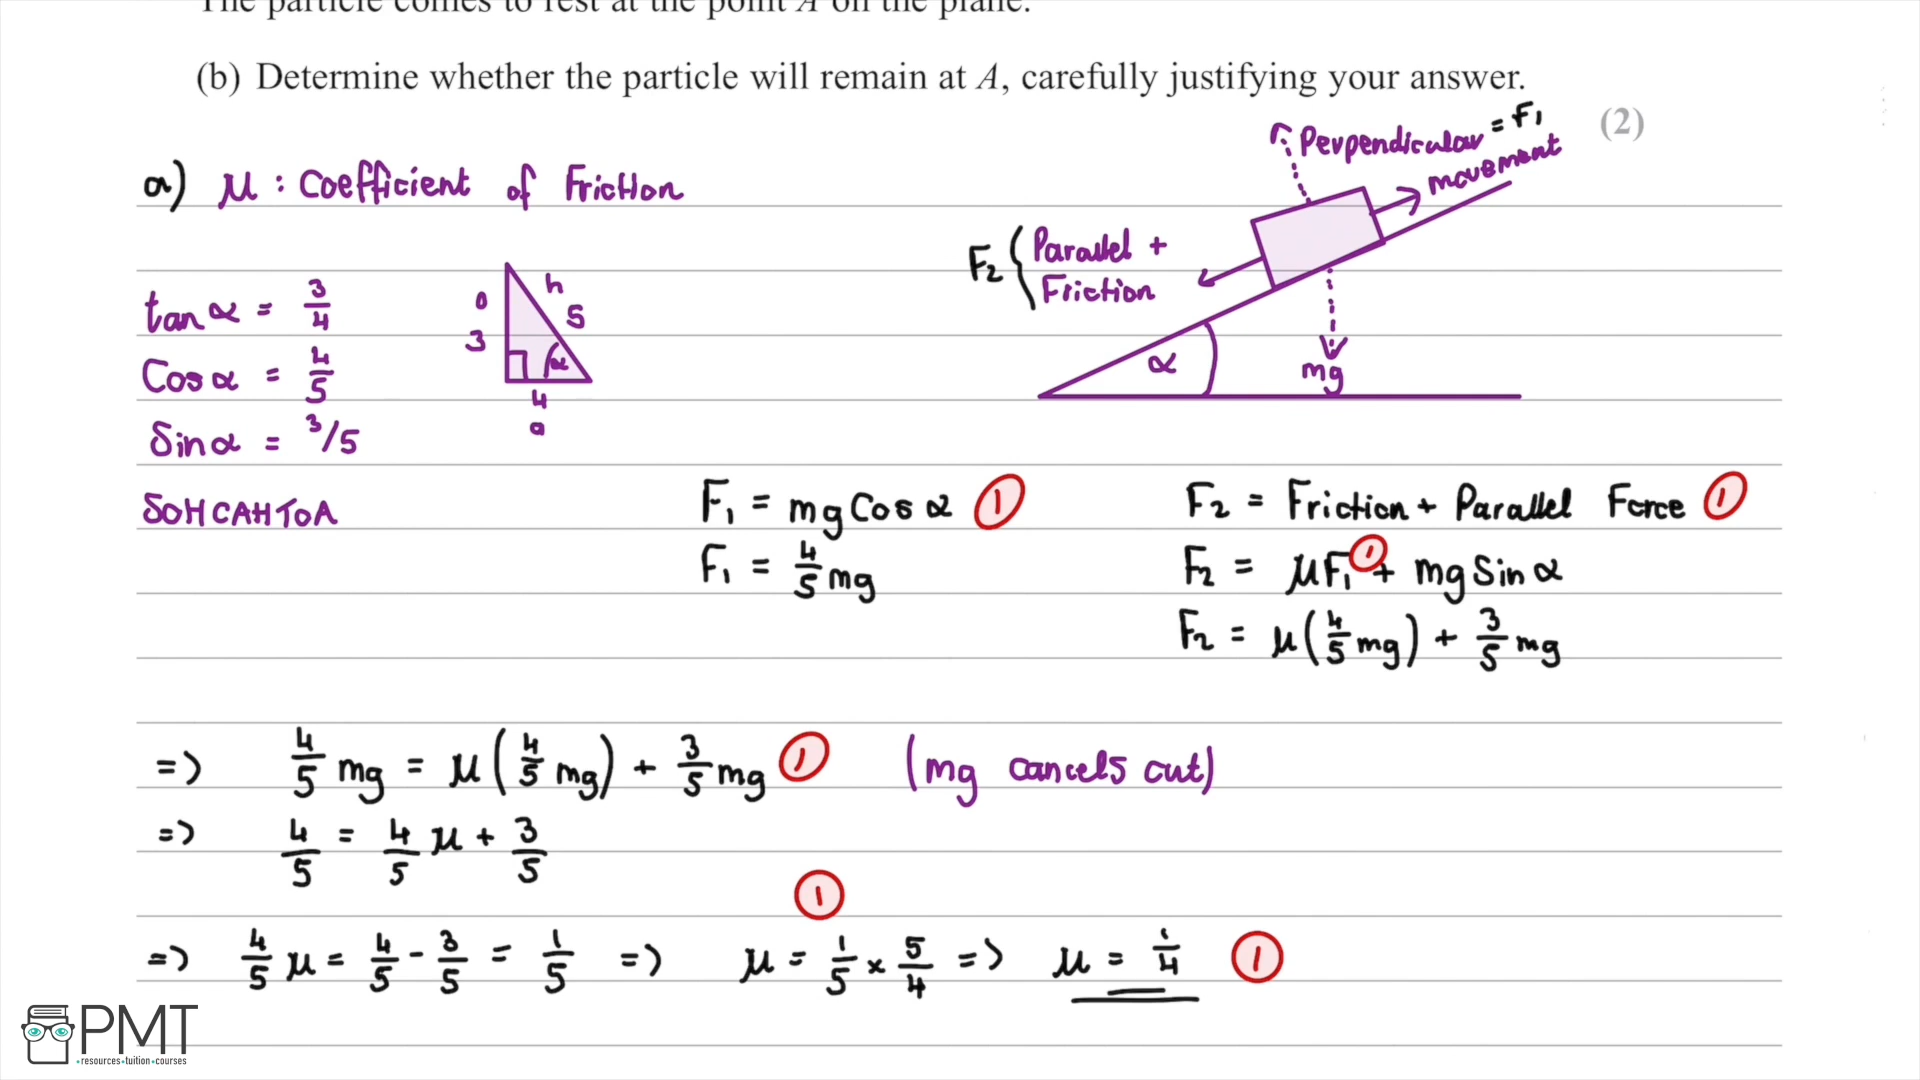 The particle comes to rest at the point A on the plane.
(b) Determine whether the particle will remain at A, carefully justifying your answer.
(2)
a) μ : Coefficient of Friction
Perpendicular = F₁
movement
F₂ { Parallel +
Friction
α
mg
tan α = 3/4
Cos α = 4/5
Sin α = 3/5
SOHCAHTOA
o
3
h
5
α
4
a
F₁ = mg Cos α ①
F₁ = 4/5 mg
F₂ = Friction + Parallel Force ①
F₂ = μF₁ ① + mg Sin α
F₂ = μ(4/5 mg) + 3/5 mg
=> 4/5 mg = μ(4/5 mg) + 3/5 mg ① (mg cancels out)
=> 4/5 = 4/5 μ + 3/5
①
=> 4/5 μ = 4/5 - 3/5 = 1/5 => μ = 1/5 × 5/4 => μ = 1/4 ①
PMT
•resources•tuition•courses